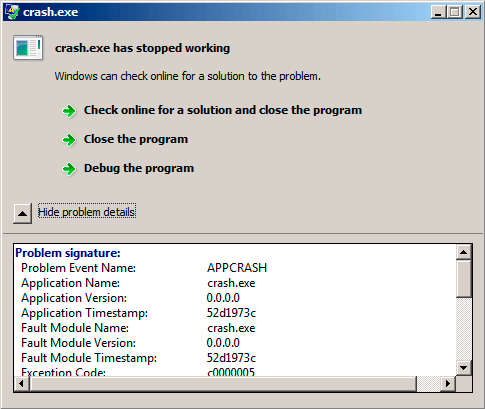 crash.exe
crash.exe has stopped working
Windows can check online for a solution to the problem.
Check online for a solution and close the program
Close the program
Debug the program
Hide problem details
Problem signature:
Problem Event Name: APPCRASH
Application Name: crash.exe
Application Version: 0.0.0.0
Application Timestamp: 52d1973c
Fault Module Name: crash.exe
Fault Module Version: 0.0.0.0
Fault Module Timestamp: 52d1973c
Exception Code: c0000005